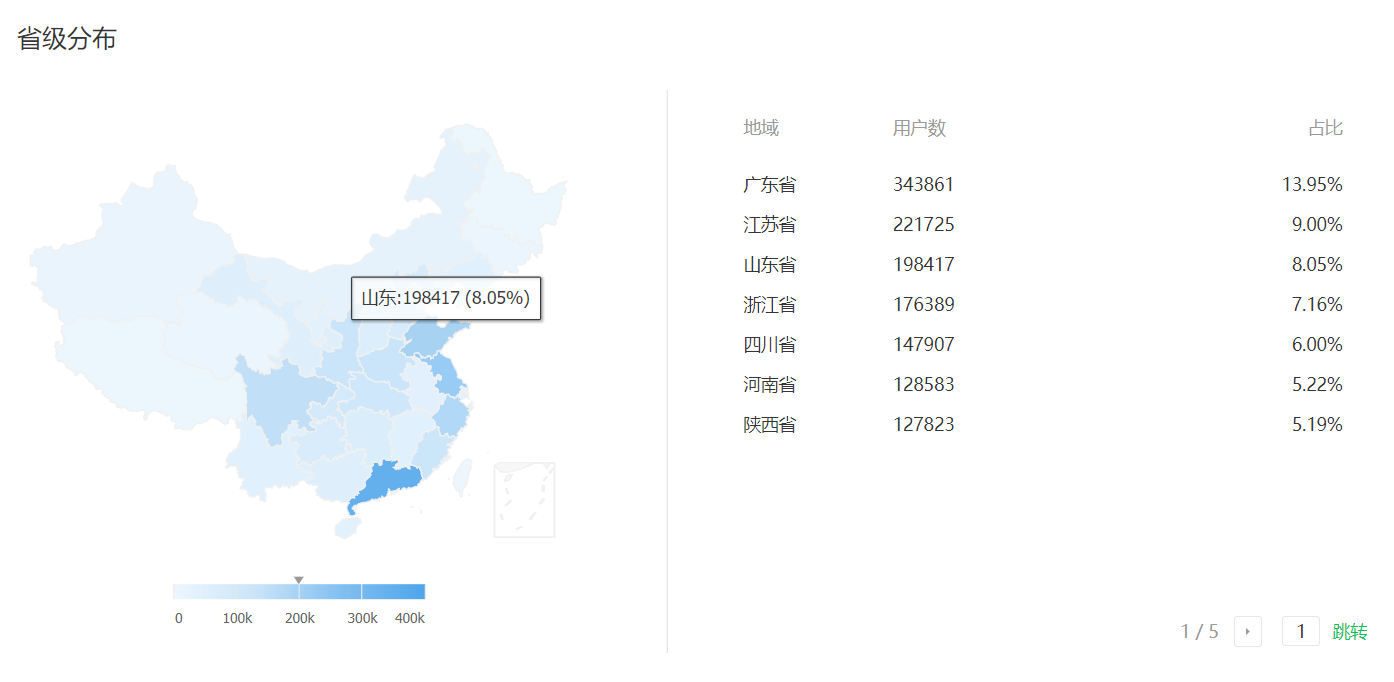 省级分布
山东:198417 (8.05%)
0 100k 200k 300k 400k
地域 用户数 占比
广东省 343861 13.95%
江苏省 221725 9.00%
山东省 198417 8.05%
浙江省 176389 7.16%
四川省 147907 6.00%
河南省 128583 5.22%
陕西省 127823 5.19%
1 / 5 1 跳转